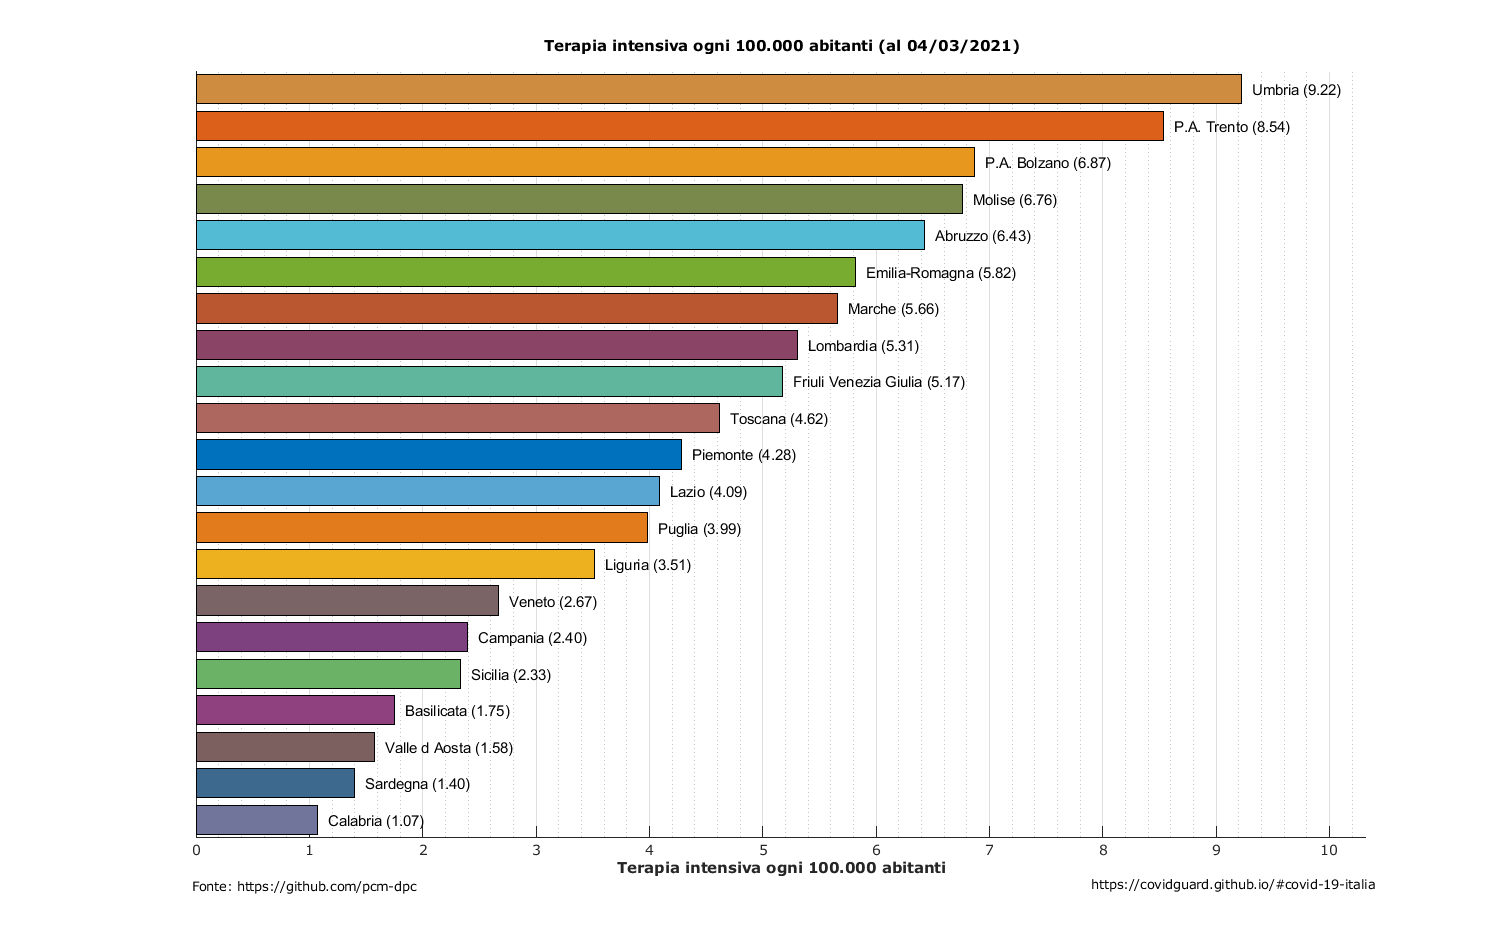 Terapia intensiva ogni 100.000 abitanti (al 04/03/2021)
Umbria (9.22)
P.A. Trento (8.54)
P.A. Bolzano (6.87)
Molise (6.76)
Abruzzo (6.43)
Emilia-Romagna (5.82)
Marche (5.66)
Lombardia (5.31)
Friuli Venezia Giulia (5.17)
Toscana (4.62)
Piemonte (4.28)
Lazio (4.09)
Puglia (3.99)
Liguria (3.51)
Veneto (2.67)
Campania (2.40)
Sicilia (2.33)
Basilicata (1.75)
Valle d Aosta (1.58)
Sardegna (1.40)
Calabria (1.07)
0 1 2 3 4 5 6 7 8 9 10
Terapia intensiva ogni 100.000 abitanti
Fonte: https://github.com/pcm-dpc
https://covidguard.github.io/#covid-19-italia